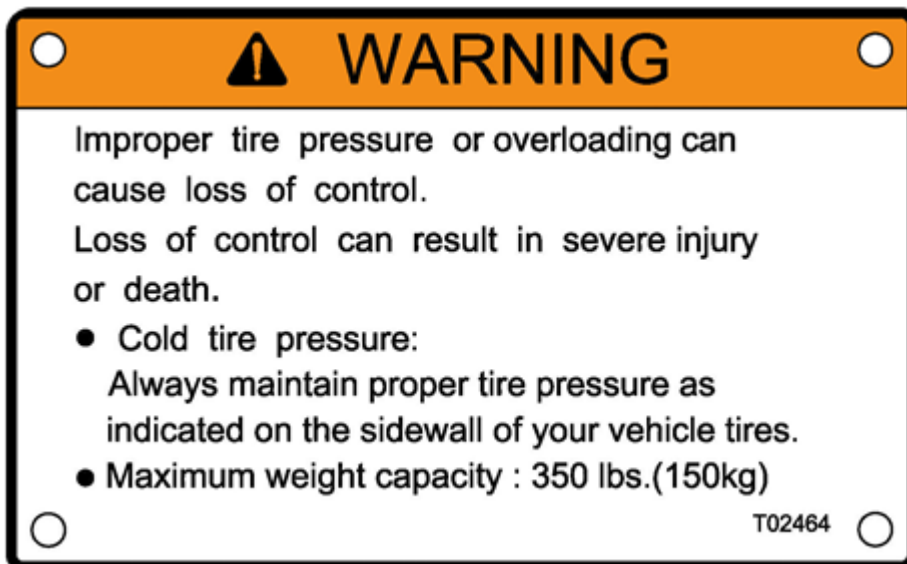 WARNING
Improper tire pressure or overloading can
cause loss of control.
Loss of control can result in severe injury
or death.
● Cold tire pressure:
Always maintain proper tire pressure as
indicated on the sidewall of your vehicle tires.
● Maximum weight capacity : 350 lbs.(150kg)
T02464